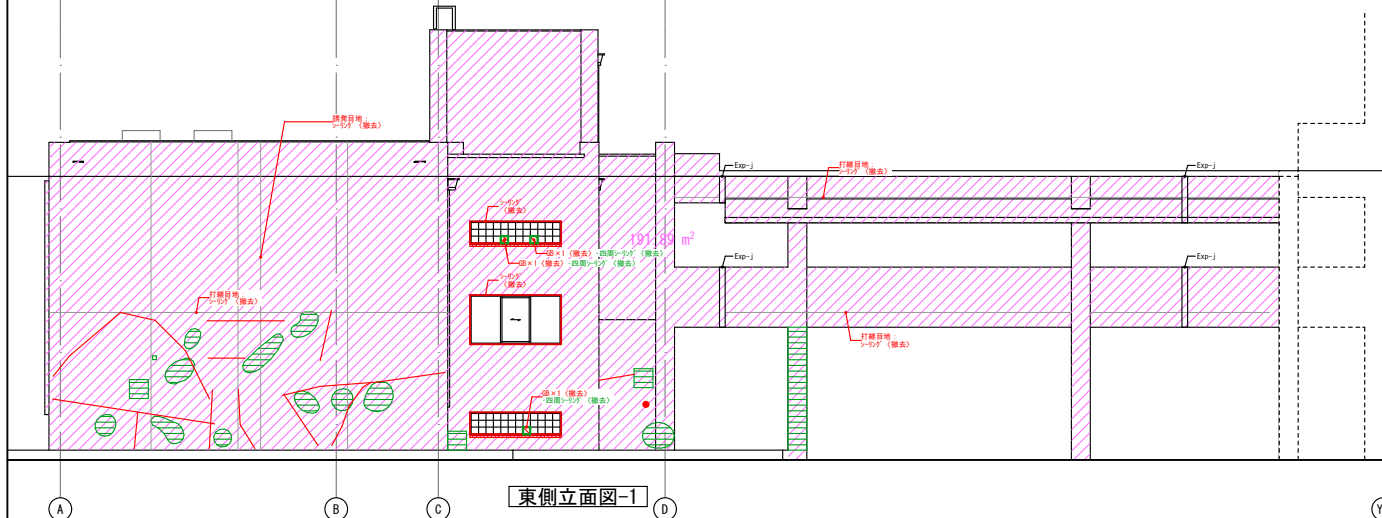 誘発目地：
ｼｰﾘﾝｸﾞ（撤去）
Exp-j
打継目地：
ｼｰﾘﾝｸﾞ（撤去）
Exp-j
ｼｰﾘﾝｸﾞ
（撤去）
191.89 m²
GB×1（撤去）・四周ｼｰﾘﾝｸﾞ（撤去）
GB×1（撤去）・四周ｼｰﾘﾝｸﾞ（撤去）
Exp-j
Exp-j
ｼｰﾘﾝｸﾞ
（撤去）
打継目地：
ｼｰﾘﾝｸﾞ（撤去）
打継目地：
ｼｰﾘﾝｸﾞ（撤去）
GB×1（撤去）
・四周ｼｰﾘﾝｸﾞ（撤去）
東側立面図-1
A
B
C
D
Y